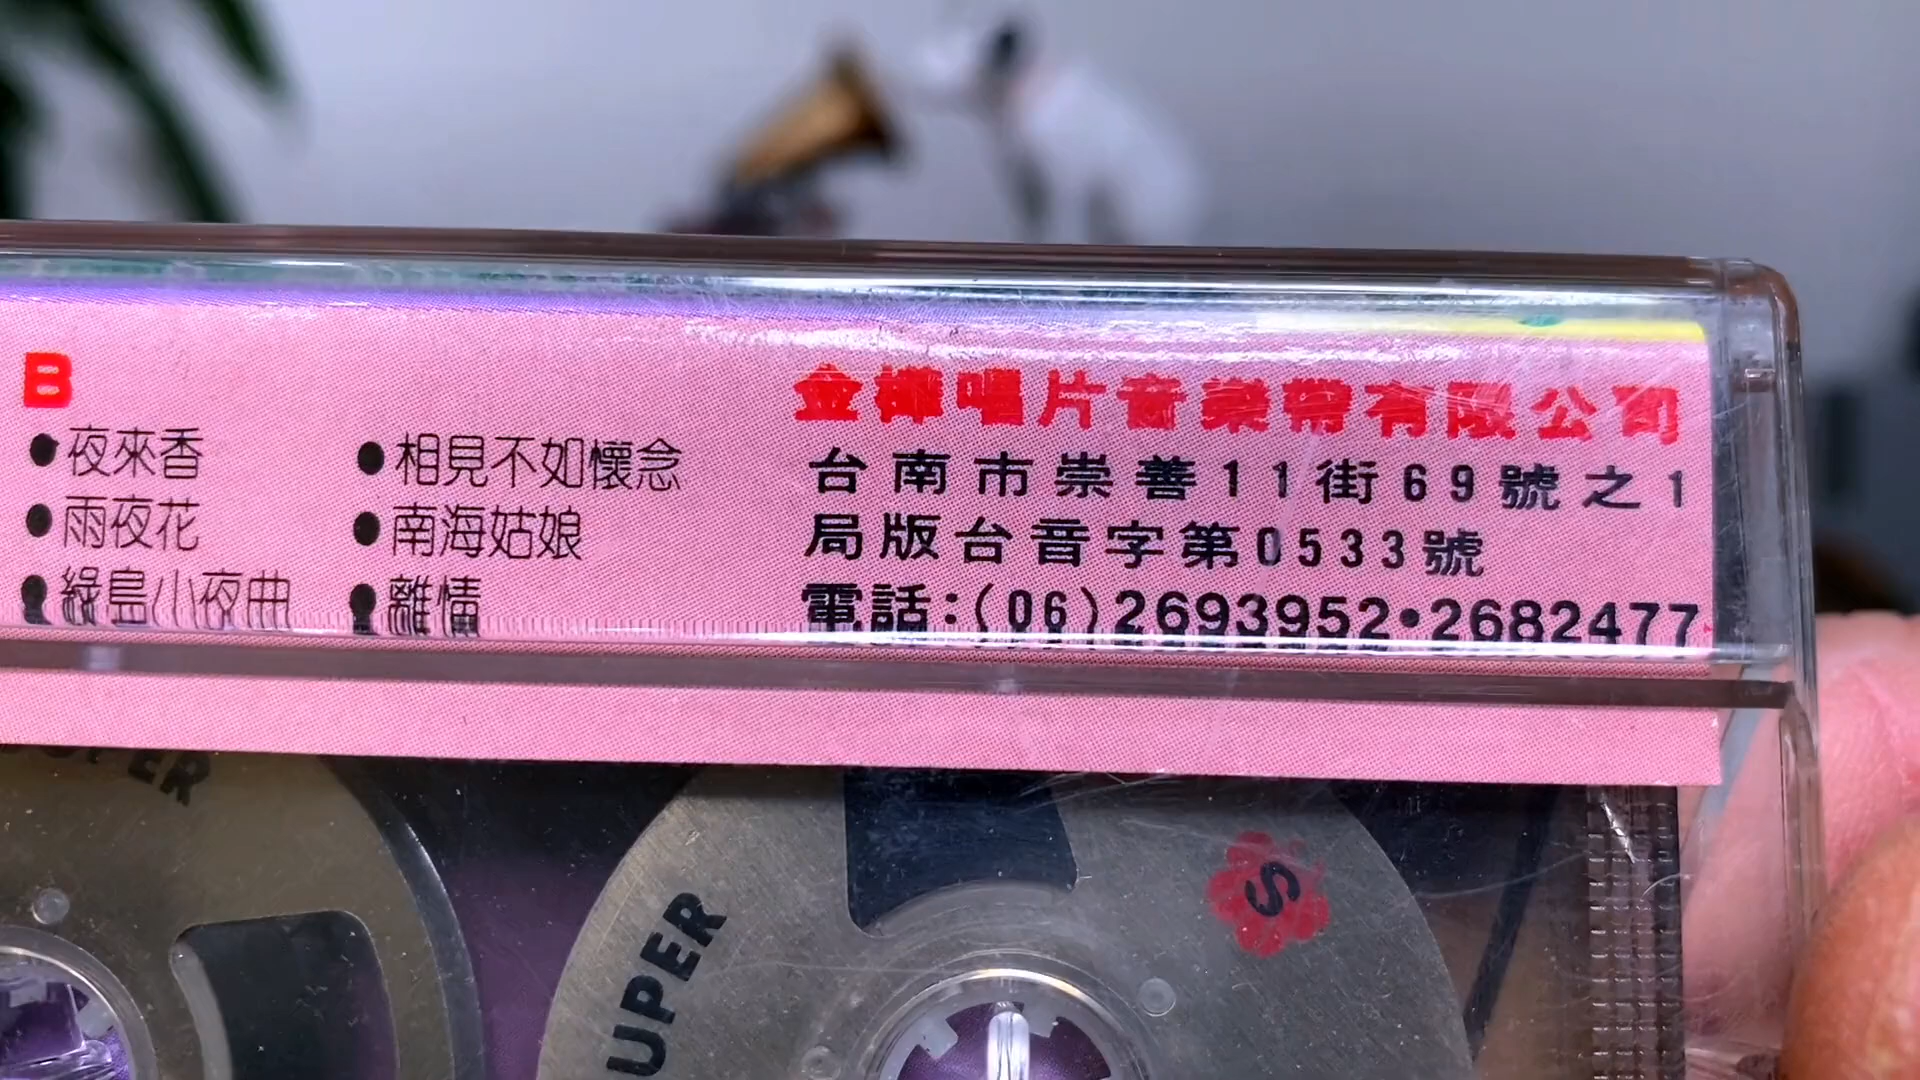 B
●夜來香
●雨夜花
●綠島小夜曲
●相見不如懷念
●南海姑娘
●離情
金樺唱片音樂帶有限公司
台南市崇善11街69號之1
局版台音字第0533號
電話:(06)2693952•2682477
UPER
UPER
S